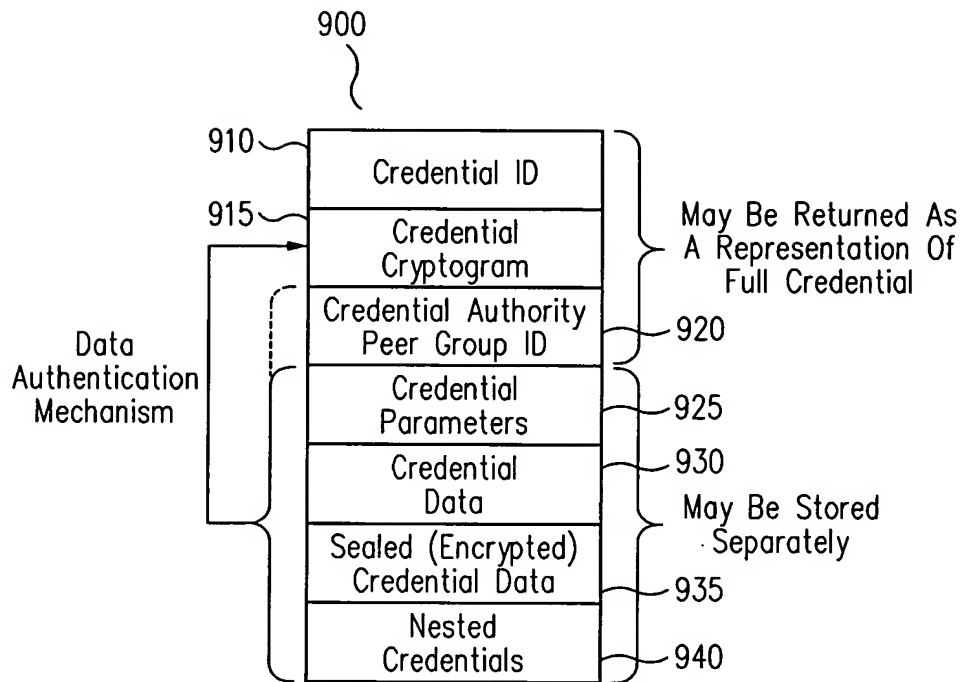 900
910
Credential ID
915
Credential
Cryptogram
May Be Returned As
A Representation Of
Full Credential
Credential Authority
Peer Group ID
920
Data
Authentication
Mechanism
Credential
Parameters
925
Credential
Data
930
May Be Stored
Separately
Sealed (Encrypted)
Credential Data
935
Nested
Credentials
940